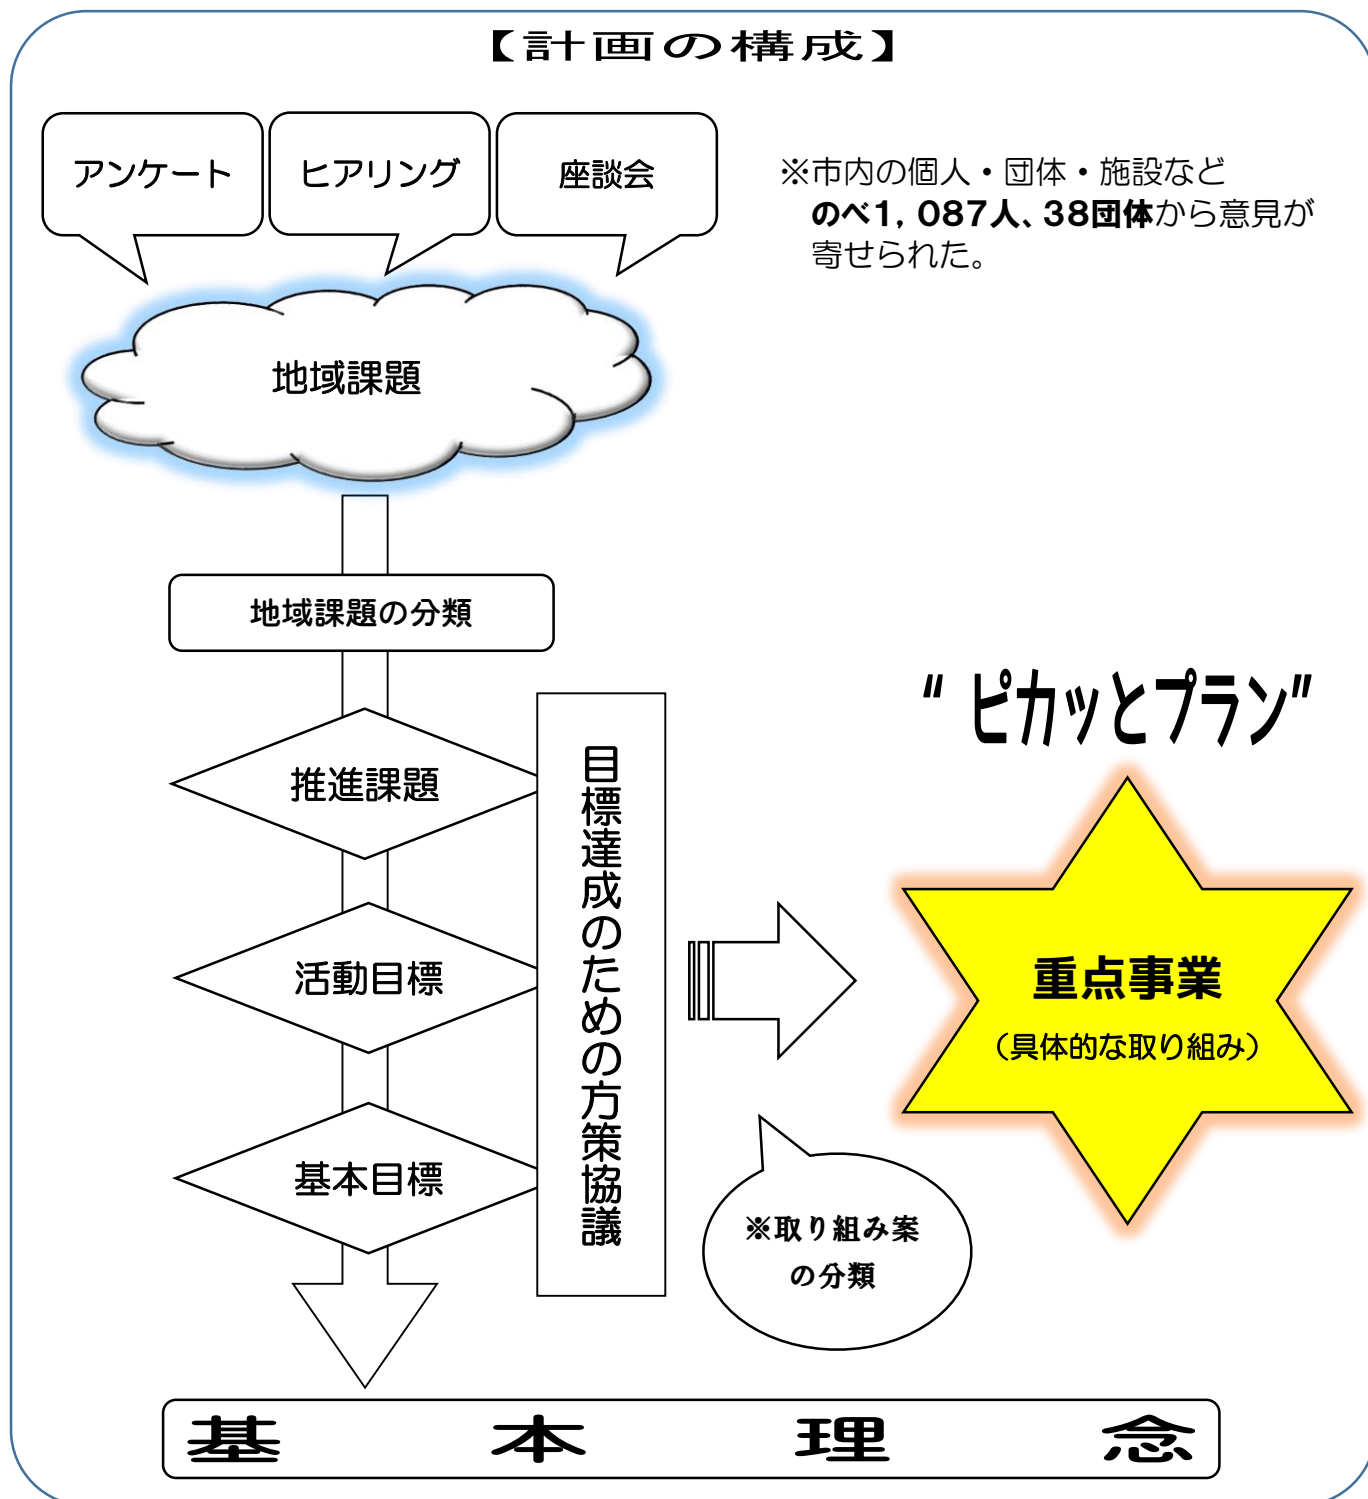 【計画の構成】
アンケート
ヒアリング
座談会
※市内の個人・団体・施設など
のべ1,087人、38団体から意見が
寄せられた。
地域課題
地域課題の分類
推進課題
活動目標
基本目標
目標達成のための方策協議
※取り組み案
の分類
“ピカッとプラン”
重点事業
（具体的な取り組み）
基本理念